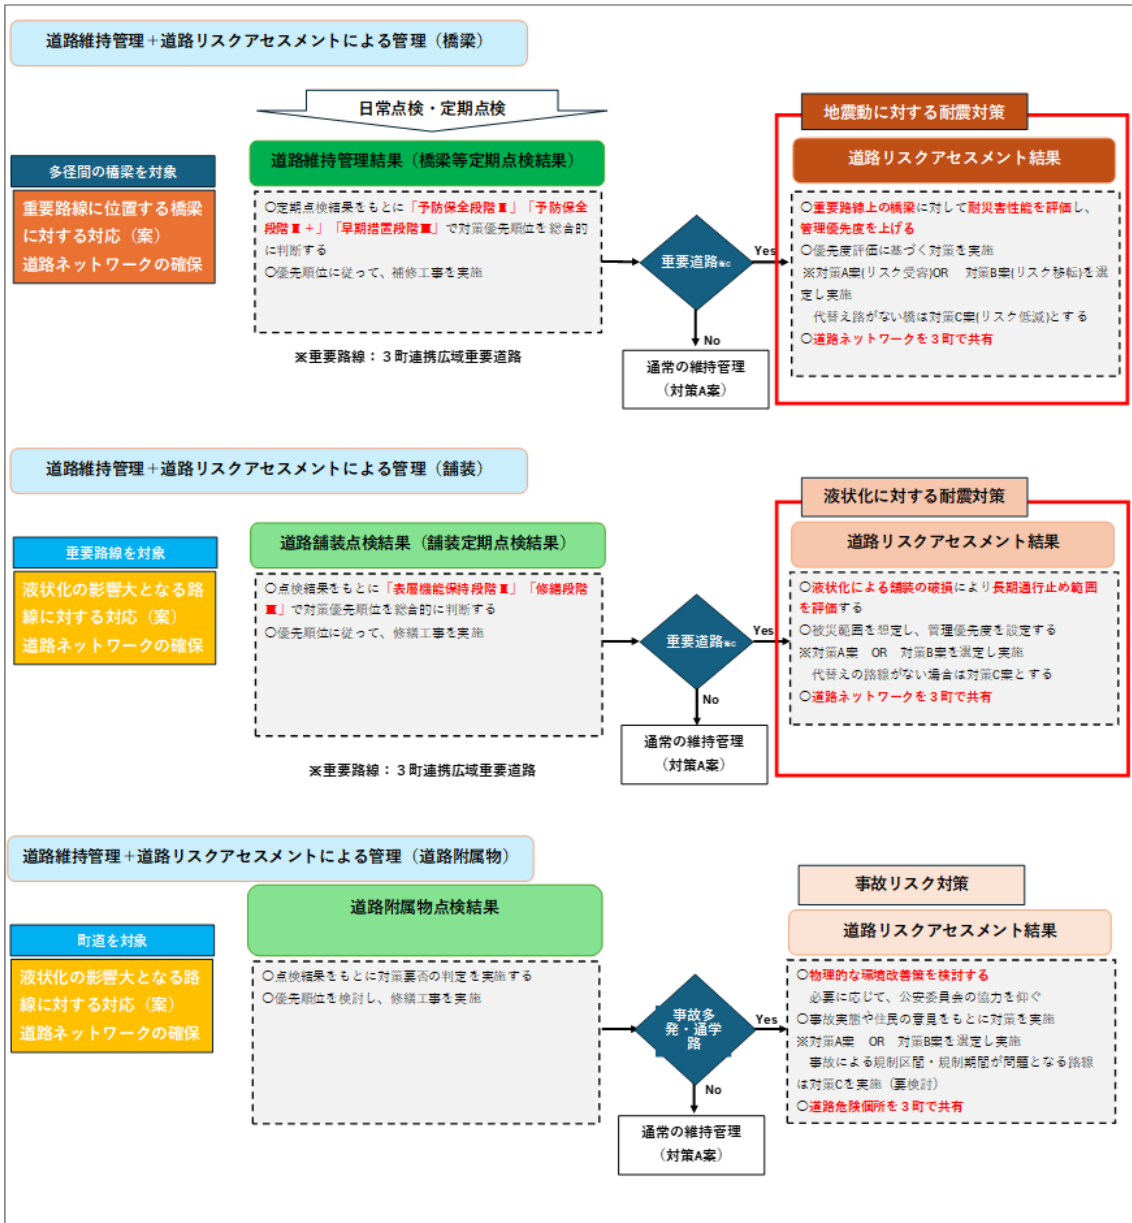 道路維持管理＋道路リスクアセスメントによる管理（橋梁）
日常点検・定期点検
地震動に対する耐震対策
多径間の橋梁を対象
重要路線に位置する橋梁
に対する対応（案）
道路ネットワークの確保
道路維持管理結果（橋梁等定期点検結果）
〇定期点検結果をもとに「予防保全段階Ⅱ」「予防保全
段階Ⅱ＋」「早期措置段階Ⅲ」で対策優先順位を総合的
に判断する
〇優先順位に従って、補修工事を実施
※重要路線：３町連携広域重要道路
重要道路※c
Yes
No
通常の維持管理
（対策A案）
道路リスクアセスメント結果
〇重要路線上の橋梁に対して耐災害性能を評価し、
管理優先度を上げる
〇優先度評価に基づく対策を実施
※対策A案(リスク受容)OR　対策B案(リスク移転)を選
定し実施
代替え路がない橋は対策C案(リスク低減)とする
〇道路ネットワークを３町で共有
道路維持管理＋道路リスクアセスメントによる管理（舗装）
液状化に対する耐震対策
重要路線を対象
液状化の影響大となる路
線に対する対応（案）
道路ネットワークの確保
道路舗装点検結果（舗装定期点検結果）
〇点検結果をもとに「表層機能保持段階Ⅱ」「修繕段階
Ⅲ」で対策優先順位を総合的に判断する
〇優先順位に従って、修繕工事を実施
※重要路線：３町連携広域重要道路
重要道路※c
Yes
No
通常の維持管理
（対策A案）
道路リスクアセスメント結果
〇液状化による舗装の破損により長期通行止め範囲
を評価する
〇被災範囲を想定し、管理優先度を設定する
※対策A案　OR　対策B案を選定し実施
代替えの路線がない場合は対策C案とする
〇道路ネットワークを３町で共有
道路維持管理＋道路リスクアセスメントによる管理（道路附属物）
事故リスク対策
町道を対象
液状化の影響大となる路
線に対する対応（案）
道路ネットワークの確保
道路附属物点検結果
〇点検結果をもとに対策要否の判定を実施する
〇優先順位を検討し、修繕工事を実施
事故多
発・通学
路
Yes
No
通常の維持管理
（対策A案）
道路リスクアセスメント結果
〇物理的な環境改善策を検討する
必要に応じて、公安委員会の協力を仰ぐ
〇事故実態や住民の意見をもとに対策を実施
※対策A案　OR　対策B案を選定し実施
事故による規制区間・規制期間が問題となる路線
は対策Cを実施（要検討）
〇道路危険個所を３町で共有